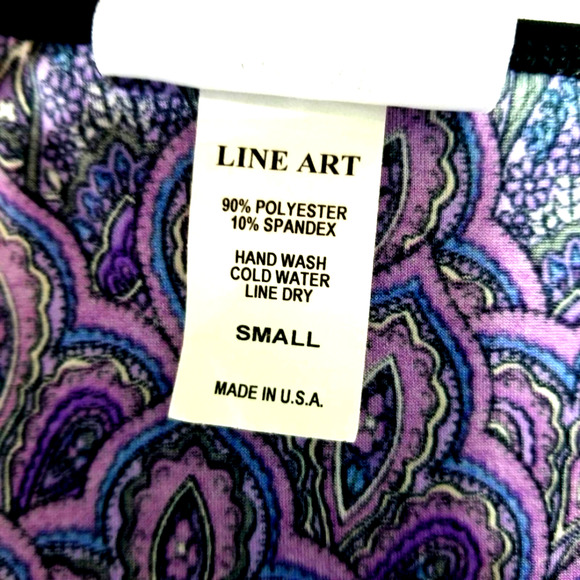 LINE ART
90% POLYESTER
10% SPANDEX
HAND WASH
COLD WATER
LINE DRY
SMALL
MADE IN U.S.A.